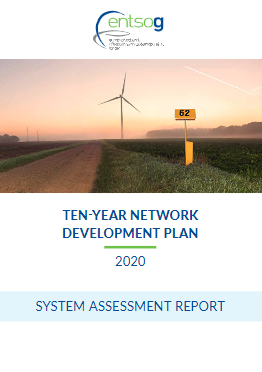 entsog
62
TEN-YEAR NETWORK
DEVELOPMENT PLAN
2020
SYSTEM ASSESSMENT REPORT